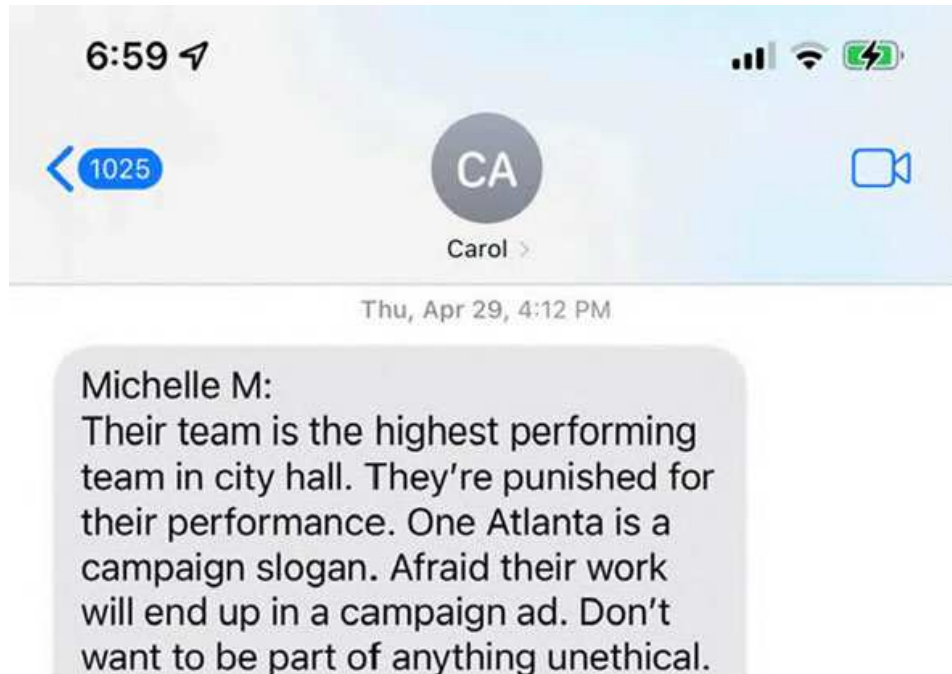 6:59
1025
CA
Carol
Thu, Apr 29, 4:12 PM
Michelle M:
Their team is the highest performing
team in city hall. They’re punished for
their performance. One Atlanta is a
campaign slogan. Afraid their work
will end up in a campaign ad. Don’t
want to be part of anything unethical.